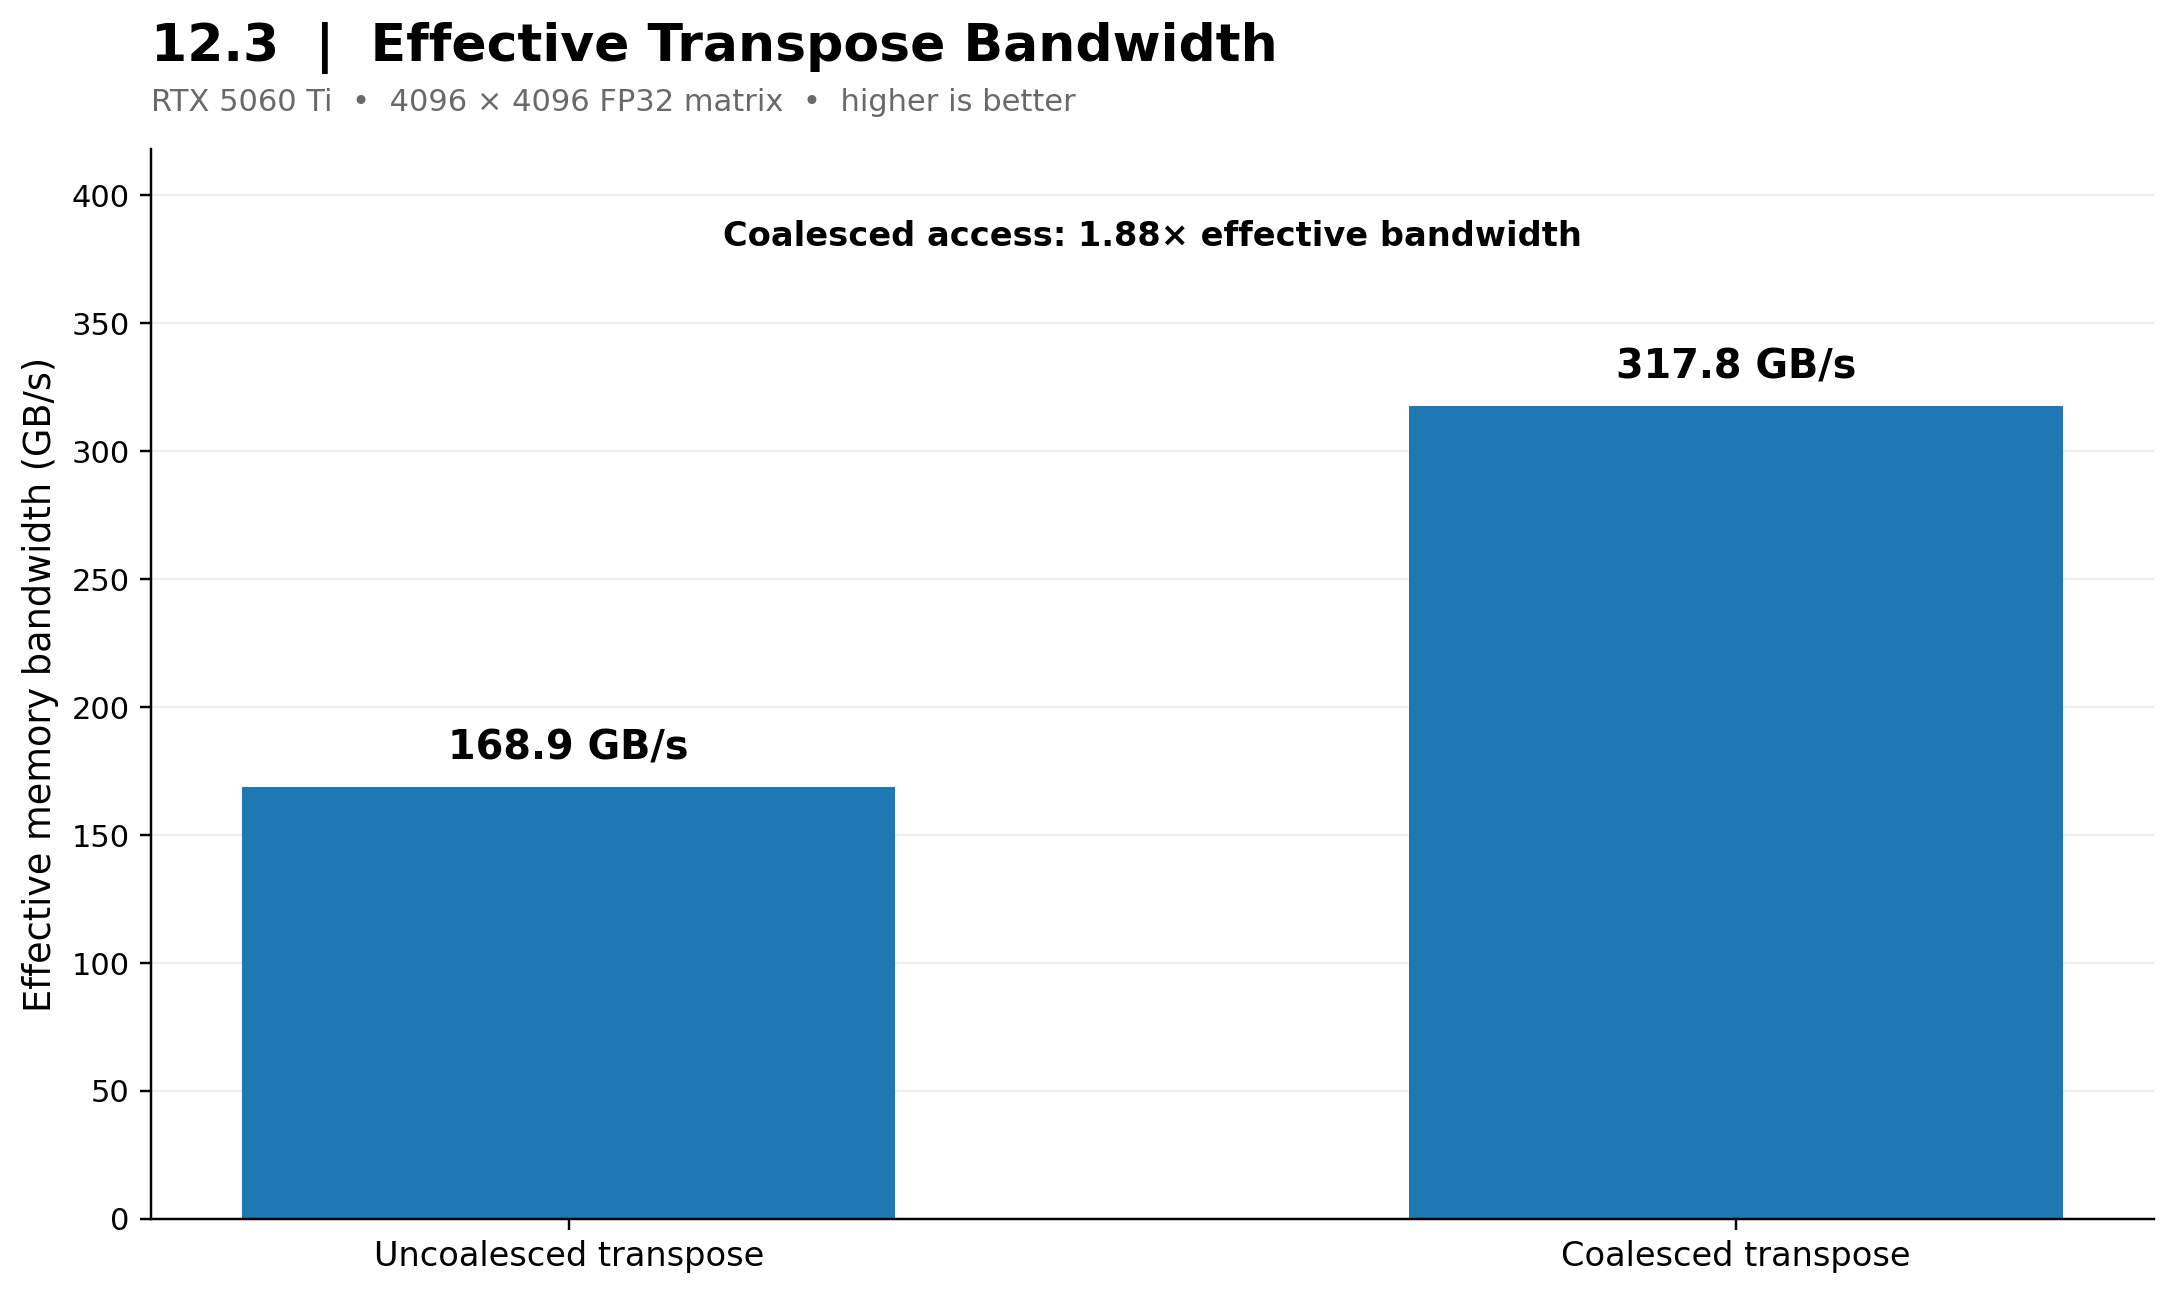 12.3 | Effective Transpose Bandwidth
RTX 5060 Ti • 4096 × 4096 FP32 matrix • higher is better
Effective memory bandwidth (GB/s)
400
350
300
250
200
150
100
50
0
Coalesced access: 1.88× effective bandwidth
168.9 GB/s
317.8 GB/s
Uncoalesced transpose
Coalesced transpose